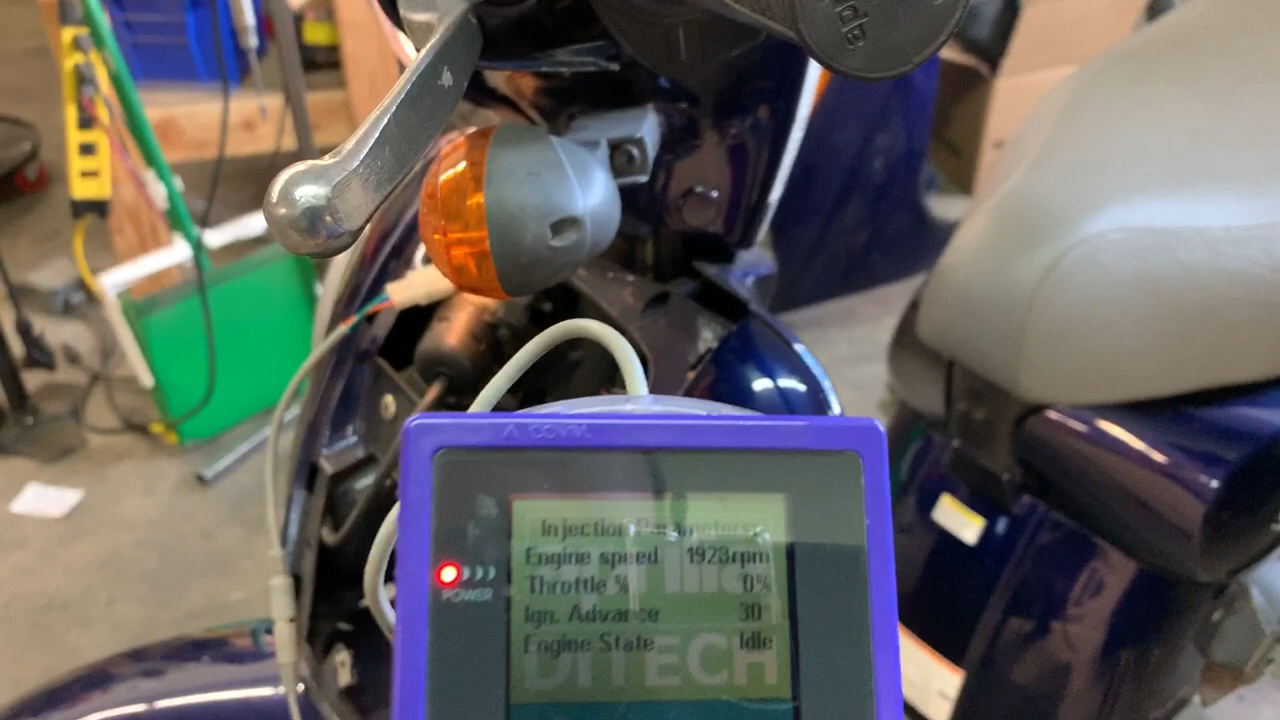 Injection Parameters
Engine speed 1923rpm
Throttle % 0%
Ign. Advance 30
Engine State Idle
POWER
DITECH